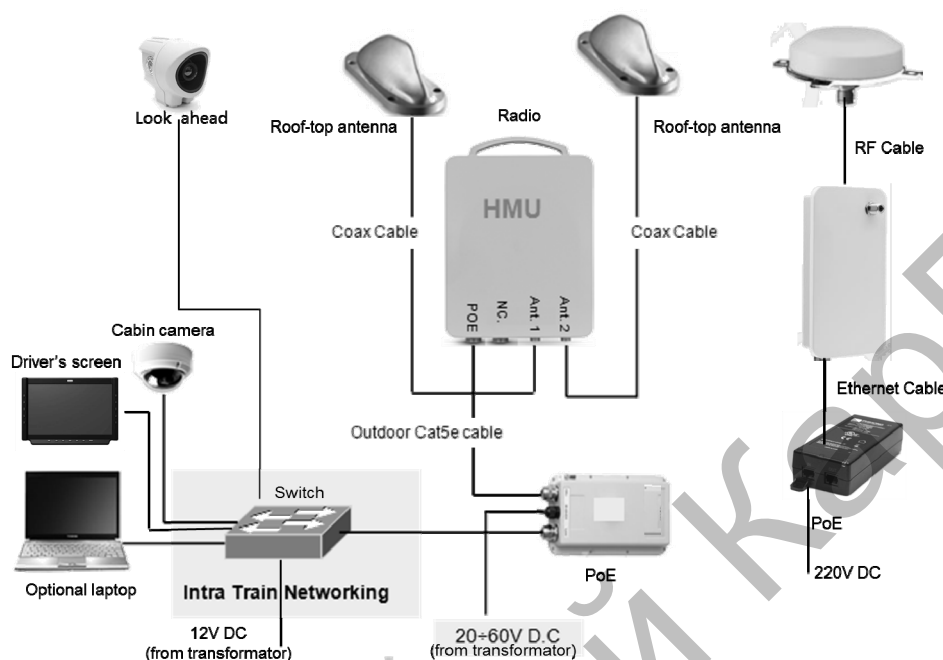 Look ahead
Roof-top antenna
Radio
Roof-top antenna
RF Cable
HMU
Coax Cable
Coax Cable
POE
NC.
Ant. 1
Ant. 2
Cabin camera
Driver's screen
Ethernet Cable
Outdoor Cat5e cable
Switch
PoE
Optional laptop
Intra Train Networking
PoE
220V DC
12V DC
(from transformator)
20÷60V D.C
(from transformator)